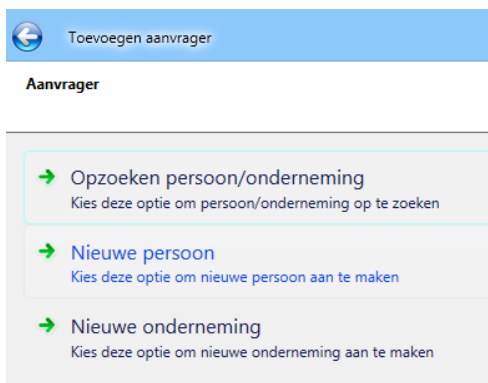 Toevoegen aanvrager
Aanvrager
Opzoeken persoon/onderneming
Kies deze optie om persoon/onderneming op te zoeken
Nieuwe persoon
Kies deze optie om nieuwe persoon aan te maken
Nieuwe onderneming
Kies deze optie om nieuwe onderneming aan te maken